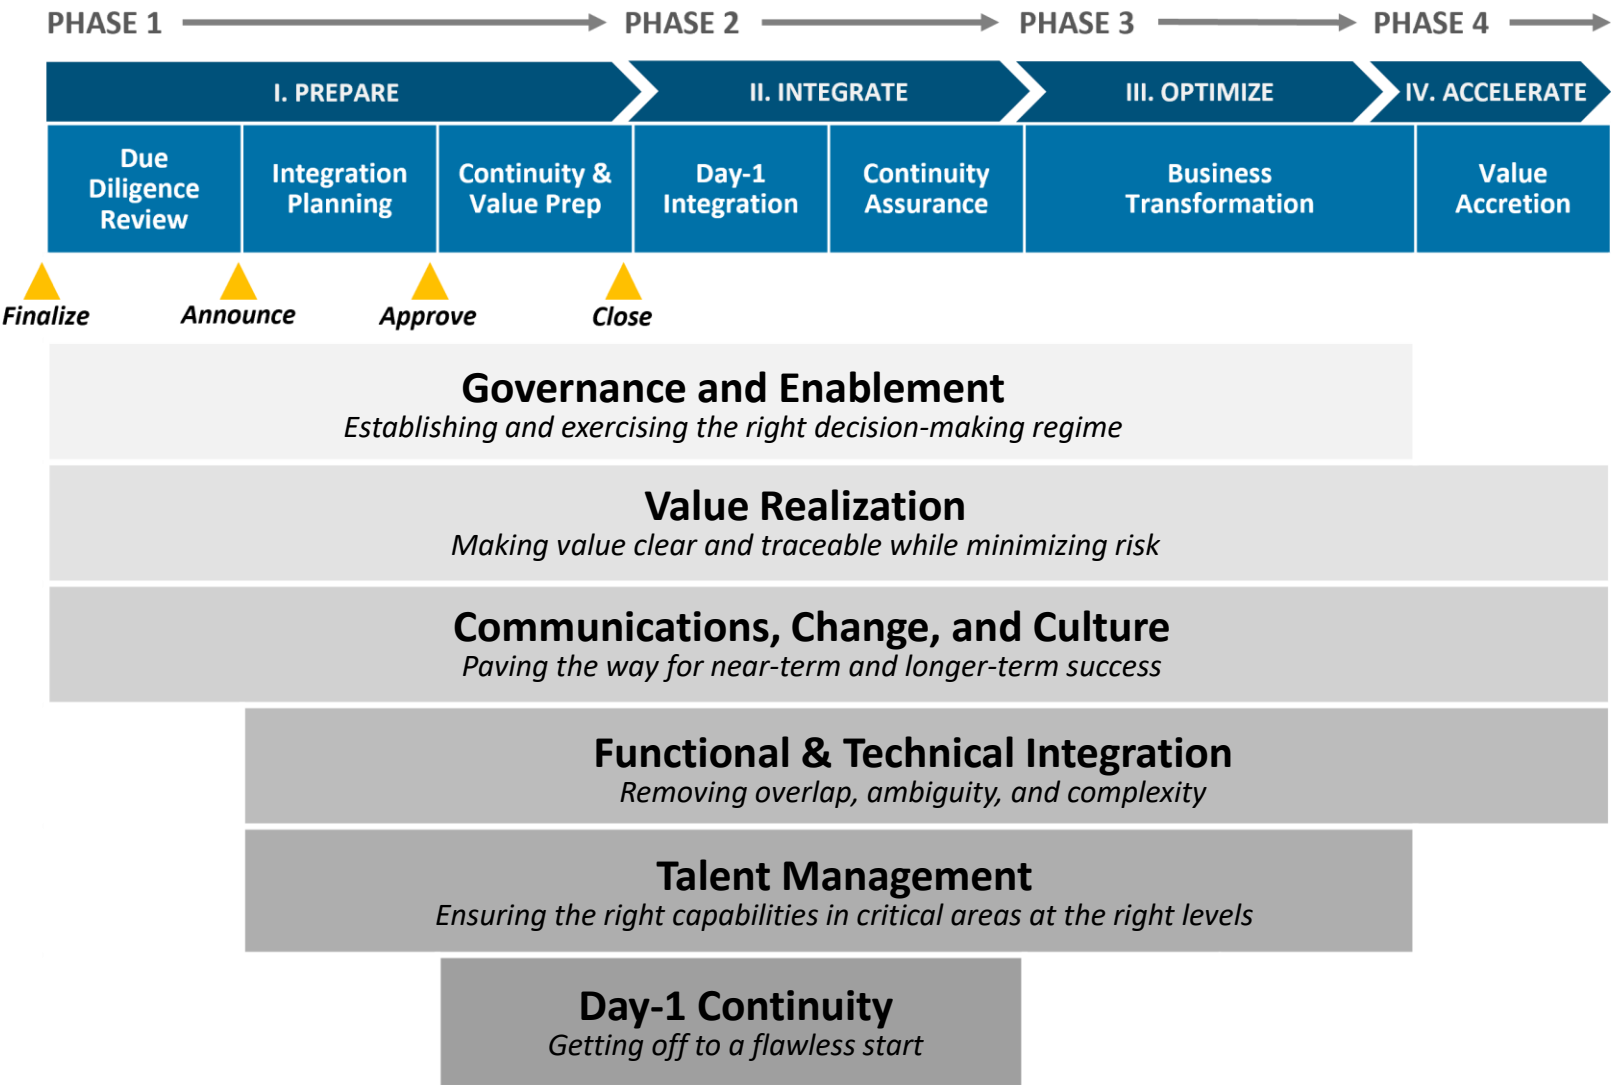 PHASE 1
PHASE 2
PHASE 3
PHASE 4
I. PREPARE
II. INTEGRATE
III. OPTIMIZE
IV. ACCELERATE
Due
Diligence
Review
Integration
Planning
Continuity &
Value Prep
Day-1
Integration
Continuity
Assurance
Business
Transformation
Value
Accretion
Finalize
Announce
Approve
Close
Governance and Enablement
Establishing and exercising the right decision-making regime
Value Realization
Making value clear and traceable while minimizing risk
Communications, Change, and Culture
Paving the way for near-term and longer-term success
Functional & Technical Integration
Removing overlap, ambiguity, and complexity
Talent Management
Ensuring the right capabilities in critical areas at the right levels
Day-1 Continuity
Getting off to a flawless start